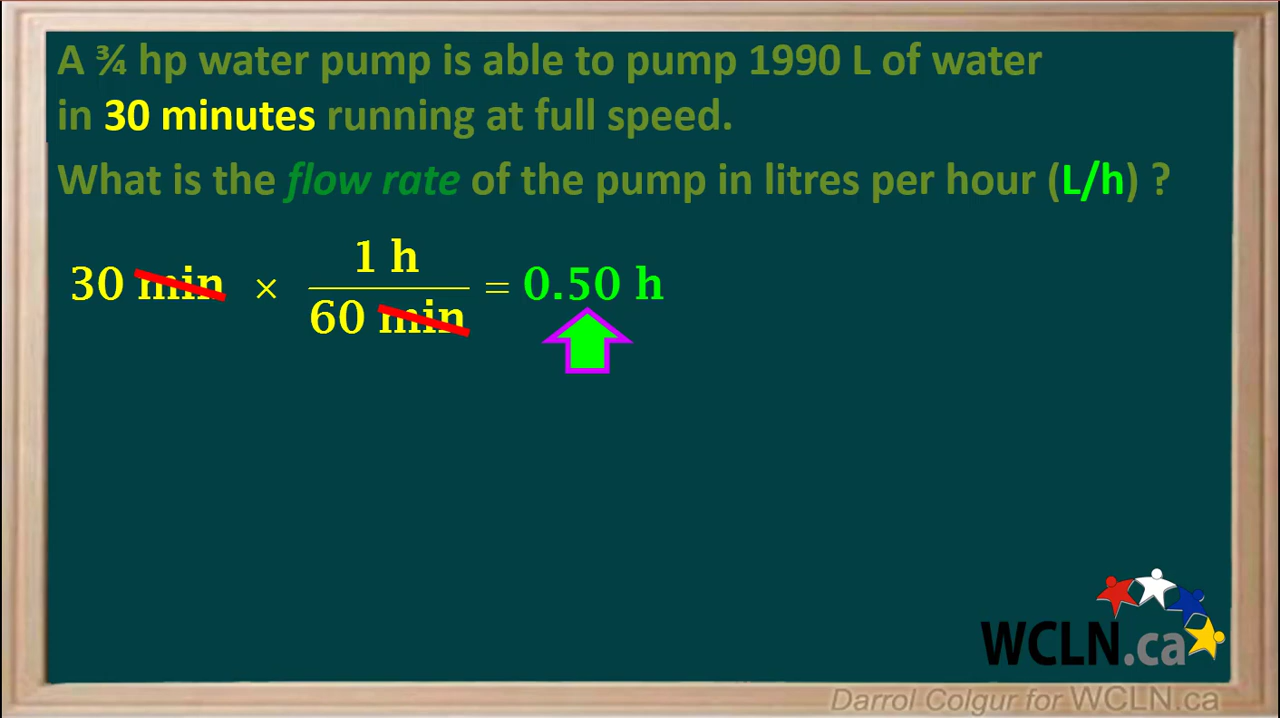 A ¾ hp water pump is able to pump 1990 L of water
in 30 minutes running at full speed.
What is the flow rate of the pump in litres per hour (L/h) ?
30 min × 1 h / 60 min = 0.50 h
WCLN.ca
Darrol Colgur for WCLN.ca